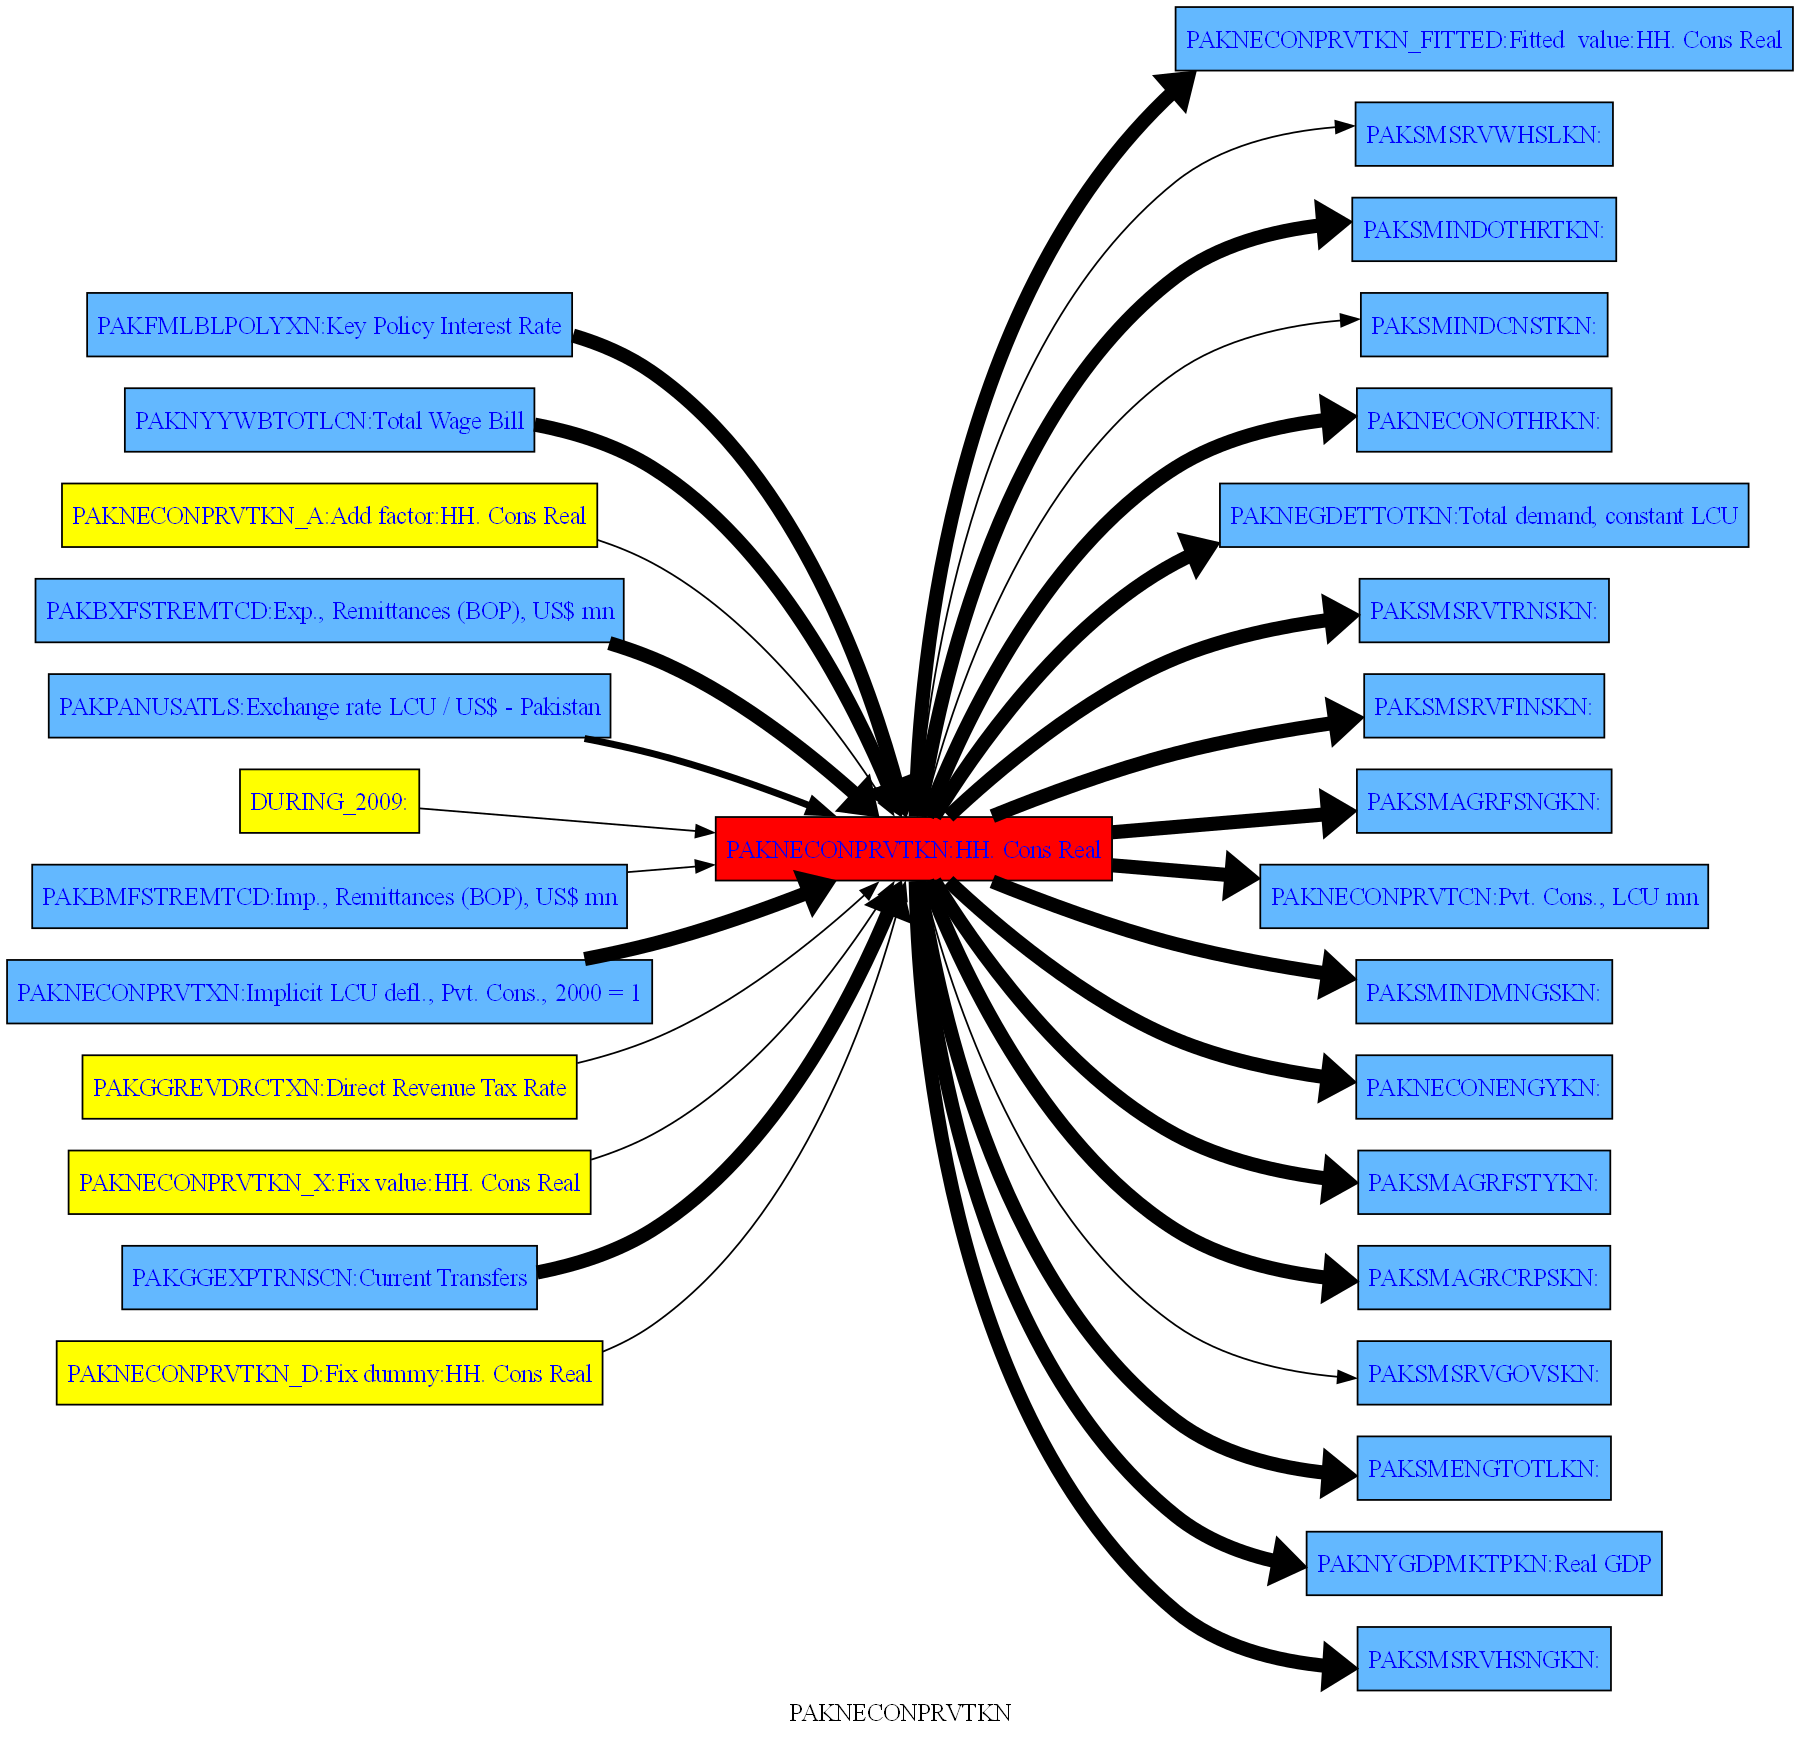 PAKNECONPRVTKN_FITTED:Fitted  value:HH. Cons Real
PAKSMSRVWHSLKN:
PAKSMINDOTHRTKN:
PAKFMLBLPOLYXN:Key Policy Interest Rate
PAKSMINDCNSTKN:
PAKNYYWBTOTLCN:Total Wage Bill
PAKNECONOTHRKN:
PAKNECONPRVTKN_A:Add factor:HH. Cons Real
PAKNEGDETTOTKN:Total demand, constant LCU
PAKBXFSTREMTCD:Exp., Remittances (BOP), US$ mn
PAKSMSRVTRNSKN:
PAKPANUSATLS:Exchange rate LCU / US$ - Pakistan
PAKSMSRVFINSKN:
DURING_2009:
PAKSMAGRFSNGKN:
PAKNECONPRVTKN:HH. Cons Real
PAKBMFSTREMTCD:Imp., Remittances (BOP), US$ mn
PAKNECONPRVTCN:Pvt. Cons., LCU mn
PAKNECONPRVTXN:Implicit LCU defl., Pvt. Cons., 2000 = 1
PAKSMINDMNGSKN:
PAKGGREVDRCTXN:Direct Revenue Tax Rate
PAKNECONENGYKN:
PAKNECONPRVTKN_X:Fix value:HH. Cons Real
PAKSMAGRFSTYKN:
PAKGGEXPTRNSCN:Current Transfers
PAKSMAGRCRPSKN:
PAKNECONPRVTKN_D:Fix dummy:HH. Cons Real
PAKSMSRVGOVSKN:
PAKSMENGTOTLKN:
PAKNYGDPMKTPKN:Real GDP
PAKSMSRVHSNGKN:
PAKNECONPRVTKN